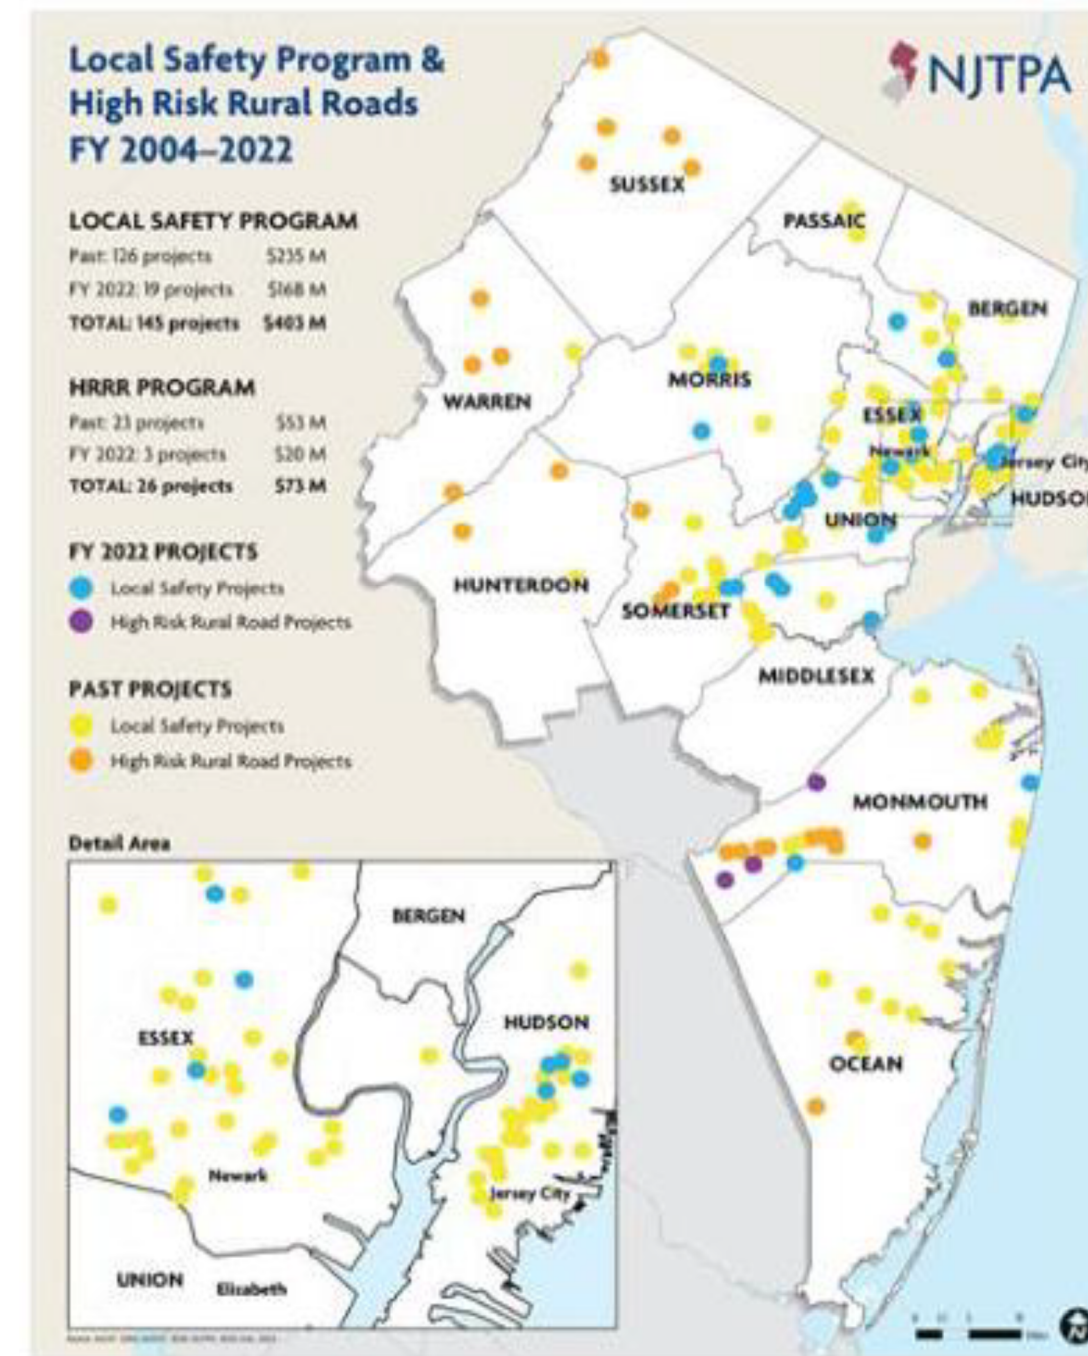 Local Safety Program &
High Risk Rural Roads
FY 2004–2022
NJTPA
LOCAL SAFETY PROGRAM
Past: 126 projects $235 M
FY 2022: 19 projects $168 M
TOTAL: 145 projects $403 M
HRRR PROGRAM
Past: 23 projects $53 M
FY 2022: 3 projects $20 M
TOTAL: 26 projects $73 M
FY 2022 PROJECTS
Local Safety Projects
High Risk Rural Road Projects
PAST PROJECTS
Local Safety Projects
High Risk Rural Road Projects
SUSSEX
PASSAIC
BERGEN
MORRIS
WARREN
ESSEX
Newark
Jersey City
HUDSO
UNION
HUNTERDON
SOMERSET
MIDDLESEX
MONMOUTH
OCEAN
Detail Area
BERGEN
HUDSON
ESSEX
Newark
Jersey City
UNION
Elizabeth